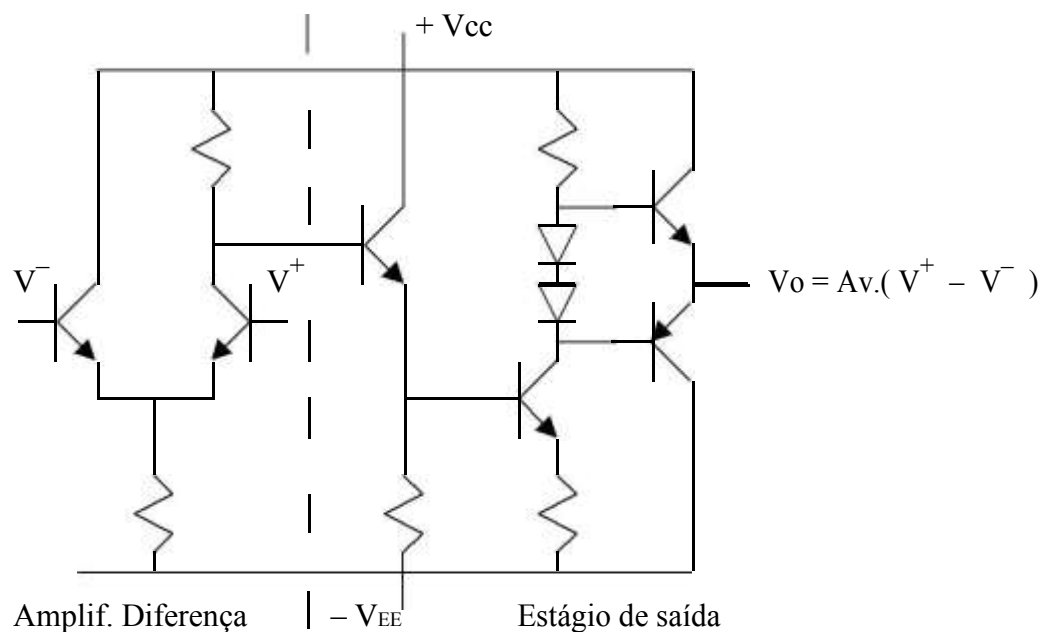 + Vcc
V⁻
V⁺
Vo = Av.( V⁺ – V⁻ )
Amplif. Diferença
– VEE
Estágio de saída